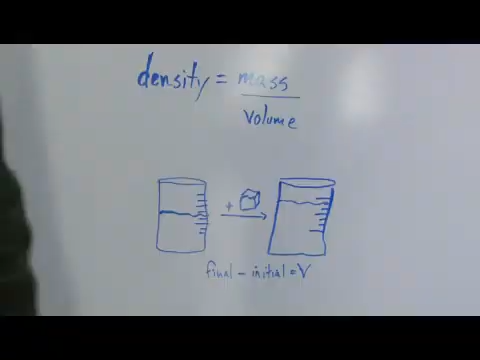 density = mass
volume
+
final - initial = V